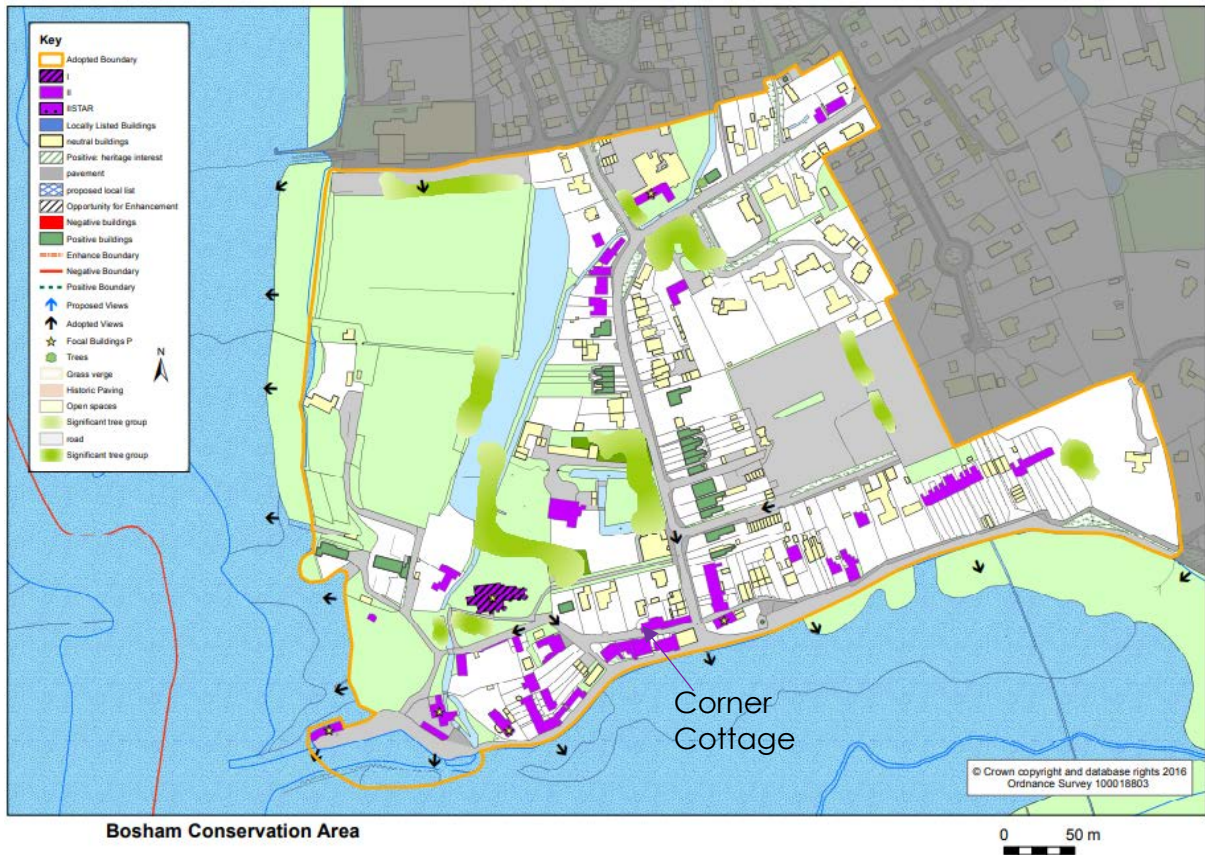 Key
Adopted Boundary
I
II
IISTAR
Locally Listed Buildings
neutral buildings
Positive: heritage interest
pavement
proposed local list
Opportunity for Enhancement
Negative buildings
Positive buildings
Enhance Boundary
Negative Boundary
Positive Boundary
Proposed Views
Adopted Views
Focal Buildings P
Trees
Grass verge
Historic Paving
Open spaces
Significant tree group
road
Significant tree group
N
Corner
Cottage
© Crown copyright and database rights 2016
Ordnance Survey 100018803
Bosham Conservation Area
0 50 m